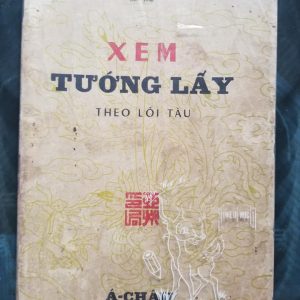 XEM
TƯỚNG LẤY
THEO LỐI TÀU
Á-CHÂU